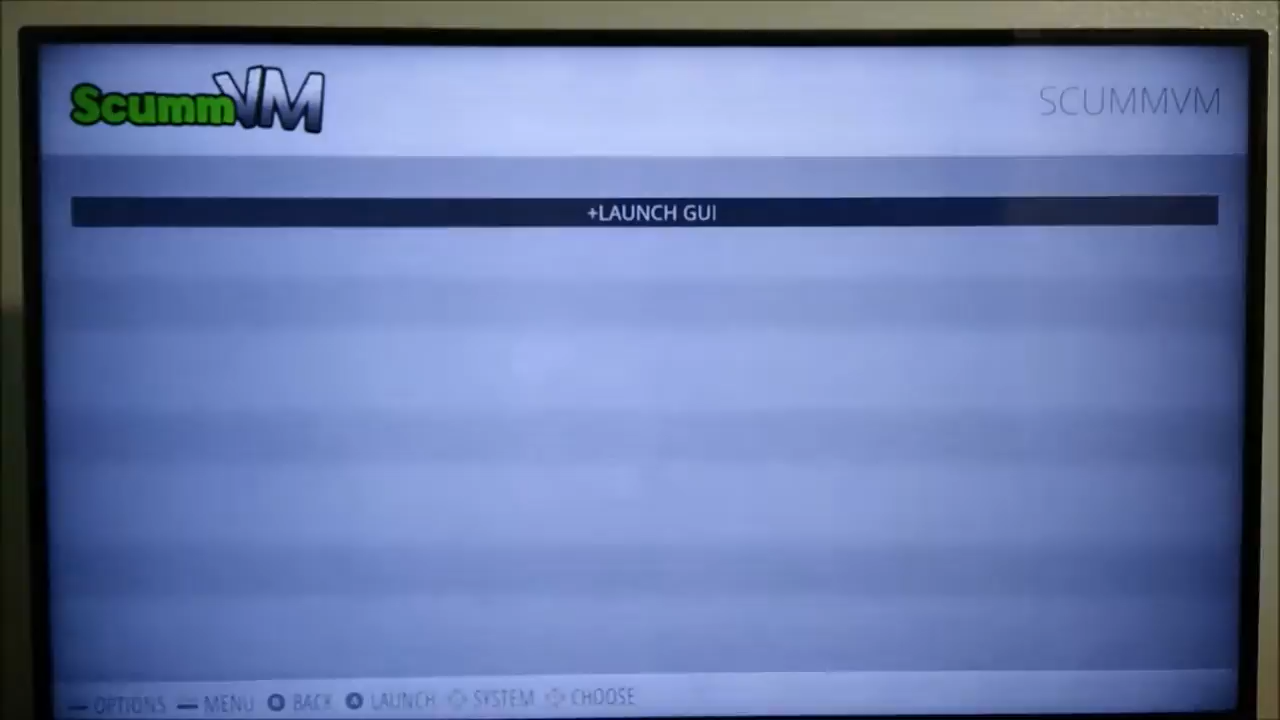 ScummVM
SCUMMVM
+LAUNCH GUI
OPTIONS MENU BACK LAUNCH SYSTEM CHOOSE